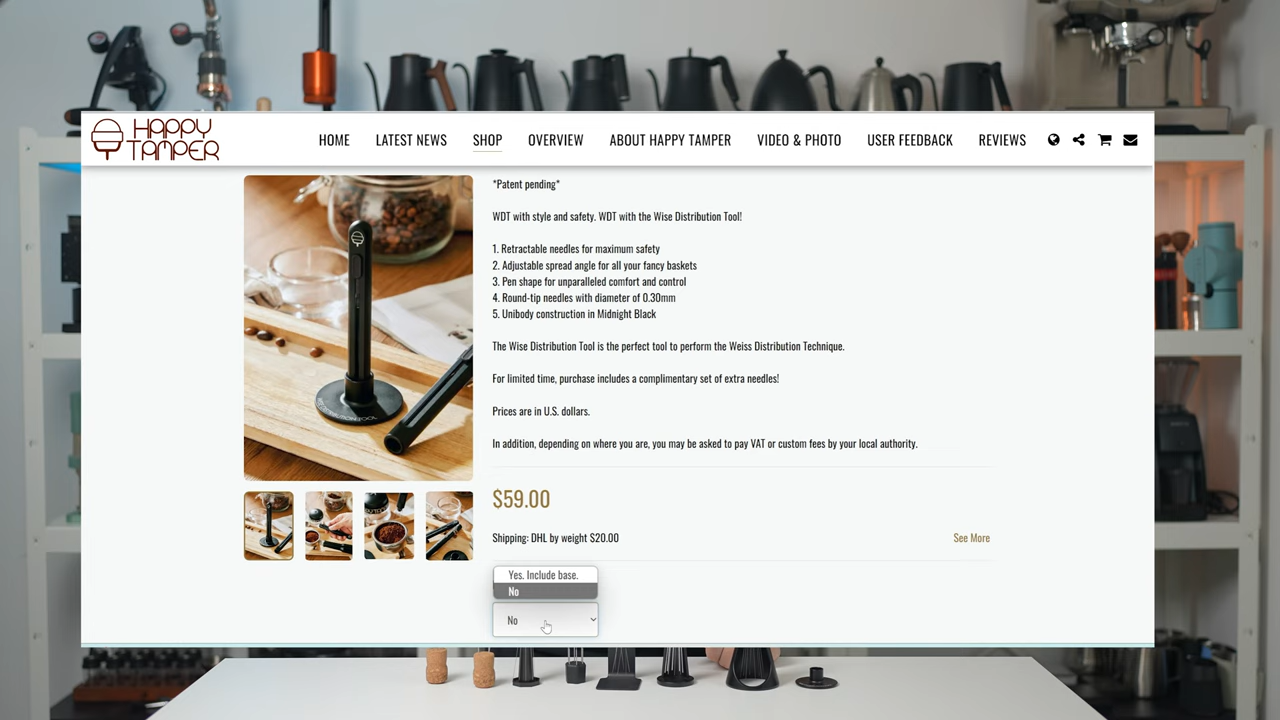 HAPPY
TAMPER
HOME
LATEST NEWS
SHOP
OVERVIEW
ABOUT HAPPY TAMPER
VIDEO & PHOTO
USER FEEDBACK
REVIEWS
*Patent pending*
WDT with style and safety. WDT with the Wise Distribution Tool!
1. Retractable needles for maximum safety
2. Adjustable spread angle for all your fancy baskets
3. Pen shape for unparalleled comfort and control
4. Round-tip needles with diameter of 0.30mm
5. Unibody construction in Midnight Black
The Wise Distribution Tool is the perfect tool to perform the Weiss Distribution Technique.
For limited time, purchase includes a complimentary set of extra needles!
Prices are in U.S. dollars.
In addition, depending on where you are, you may be asked to pay VAT or custom fees by your local authority.
$59.00
Shipping: DHL by weight $20.00
See More
Yes. Include base.
No
No